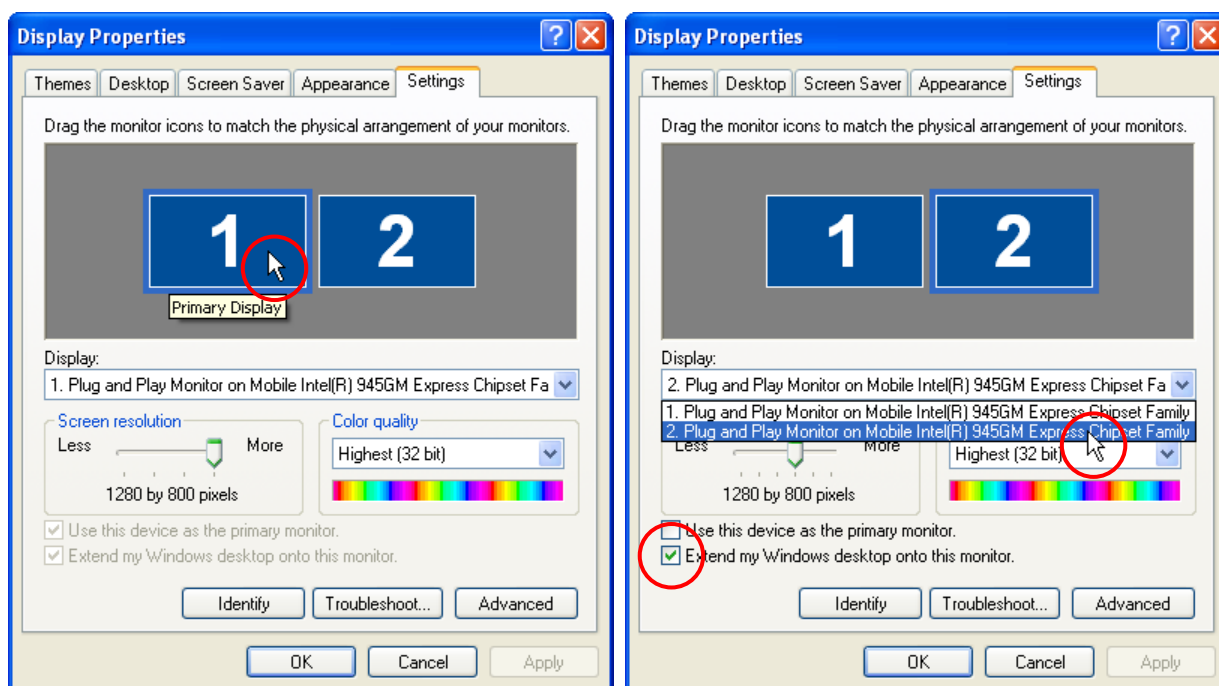 Display Properties
Themes Desktop Screen Saver Appearance Settings
Drag the monitor icons to match the physical arrangement of your monitors.
1 2
Primary Display
Display:
1. Plug and Play Monitor on Mobile Intel(R) 945GM Express Chipset Fa
Screen resolution Color quality
Less More Highest (32 bit)
1280 by 800 pixels
Use this device as the primary monitor.
Extend my Windows desktop onto this monitor.
Identify Troubleshoot... Advanced
OK Cancel Apply
Display Properties
Themes Desktop Screen Saver Appearance Settings
Drag the monitor icons to match the physical arrangement of your monitors.
1 2
Display:
2. Plug and Play Monitor on Mobile Intel(R) 945GM Express Chipset Fa
1. Plug and Play Monitor on Mobile Intel(R) 945GM Express Chipset Family
2. Plug and Play Monitor on Mobile Intel(R) 945GM Express Chipset Family
Less More Highest (32 bit)
1280 by 800 pixels
Use this device as the primary monitor.
Extend my Windows desktop onto this monitor.
Identify Troubleshoot... Advanced
OK Cancel Apply